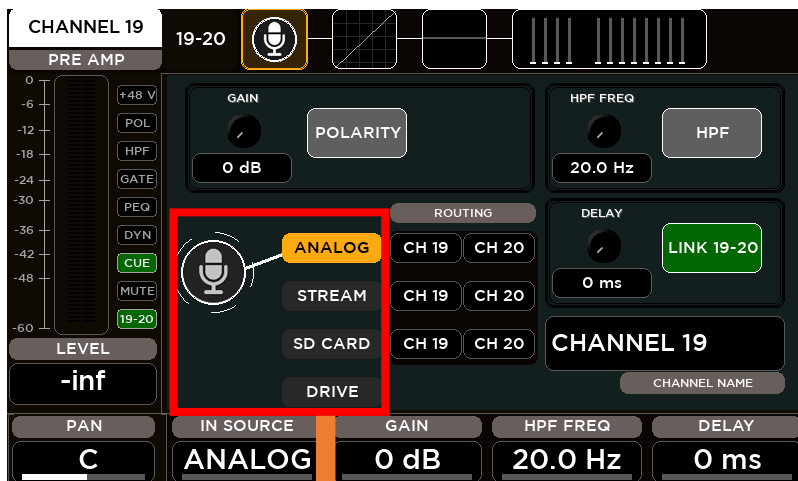 CHANNEL 19
19-20
PRE AMP
0
-6
-12
-18
-24
-30
-36
-42
-48
-60
+48 V
POL
HPF
GATE
PEQ
DYN
CUE
MUTE
19-20
LEVEL
-inf
GAIN
0 dB
POLARITY
HPF FREQ
20.0 Hz
HPF
ROUTING
ANALOG CH 19 CH 20
STREAM CH 19 CH 20
SD CARD CH 19 CH 20
DRIVE
DELAY
0 ms
LINK 19-20
CHANNEL 19
CHANNEL NAME
PAN IN SOURCE GAIN HPF FREQ DELAY
C ANALOG 0 dB 20.0 Hz 0 ms